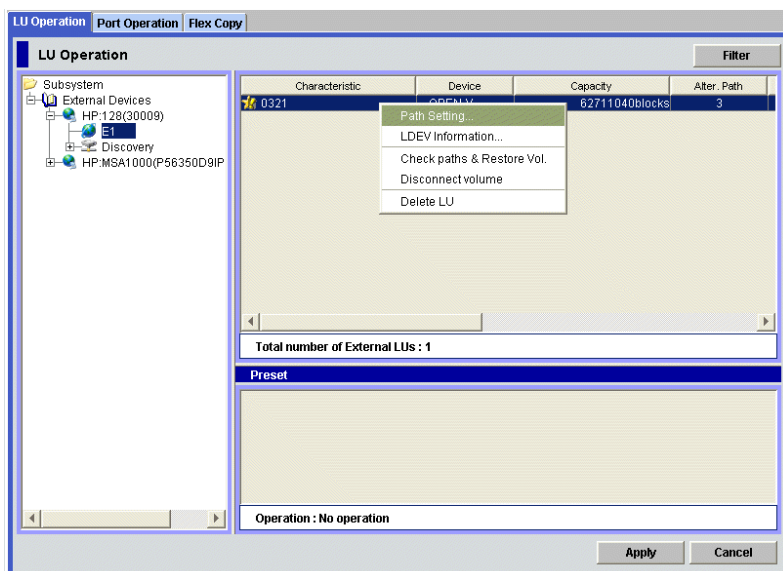 LU Operation Port Operation Flex Copy
LU Operation
Filter
Subsystem
External Devices
HP:128(30009)
E1
Discovery
HP:MSA1000(P56350D9IP
Characteristic Device Capacity Alter. Path
0321 OPEN-V 62711040blocks 3
Path Setting...
LDEV Information...
Check paths & Restore Vol.
Disconnect volume
Delete LU
Total number of External LUs : 1
Preset
Operation : No operation
Apply Cancel